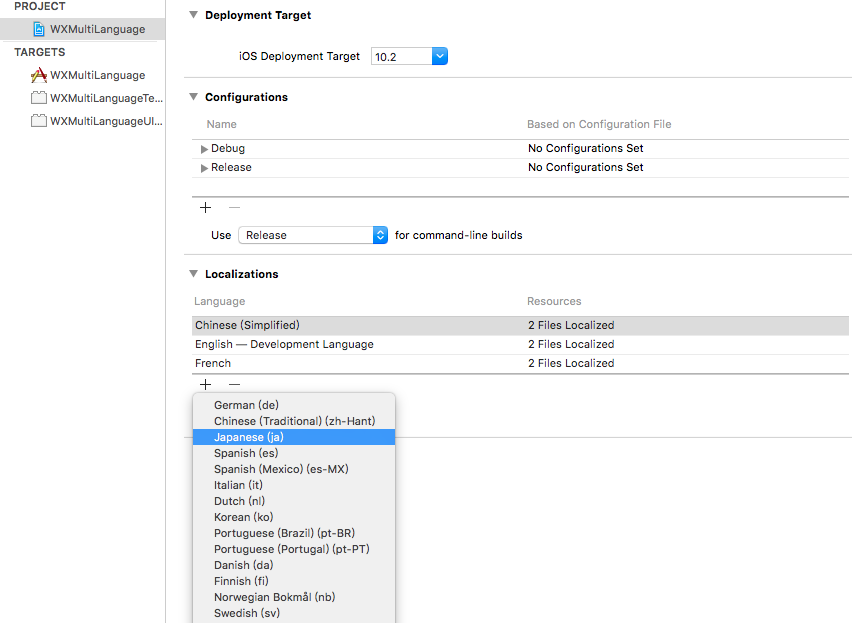 PROJECT
WXMultiLanguage
TARGETS
WXMultiLanguage
WXMultiLanguageTe...
WXMultiLanguageUI...
Deployment Target
iOS Deployment Target 10.2
Configurations
Name Based on Configuration File
Debug No Configurations Set
Release No Configurations Set
Use Release for command-line builds
Localizations
Language Resources
Chinese (Simplified) 2 Files Localized
English — Development Language 2 Files Localized
French 2 Files Localized
German (de)
Chinese (Traditional) (zh-Hant)
Japanese (ja)
Spanish (es)
Spanish (Mexico) (es-MX)
Italian (it)
Dutch (nl)
Korean (ko)
Portuguese (Brazil) (pt-BR)
Portuguese (Portugal) (pt-PT)
Danish (da)
Finnish (fi)
Norwegian Bokmål (nb)
Swedish (sv)